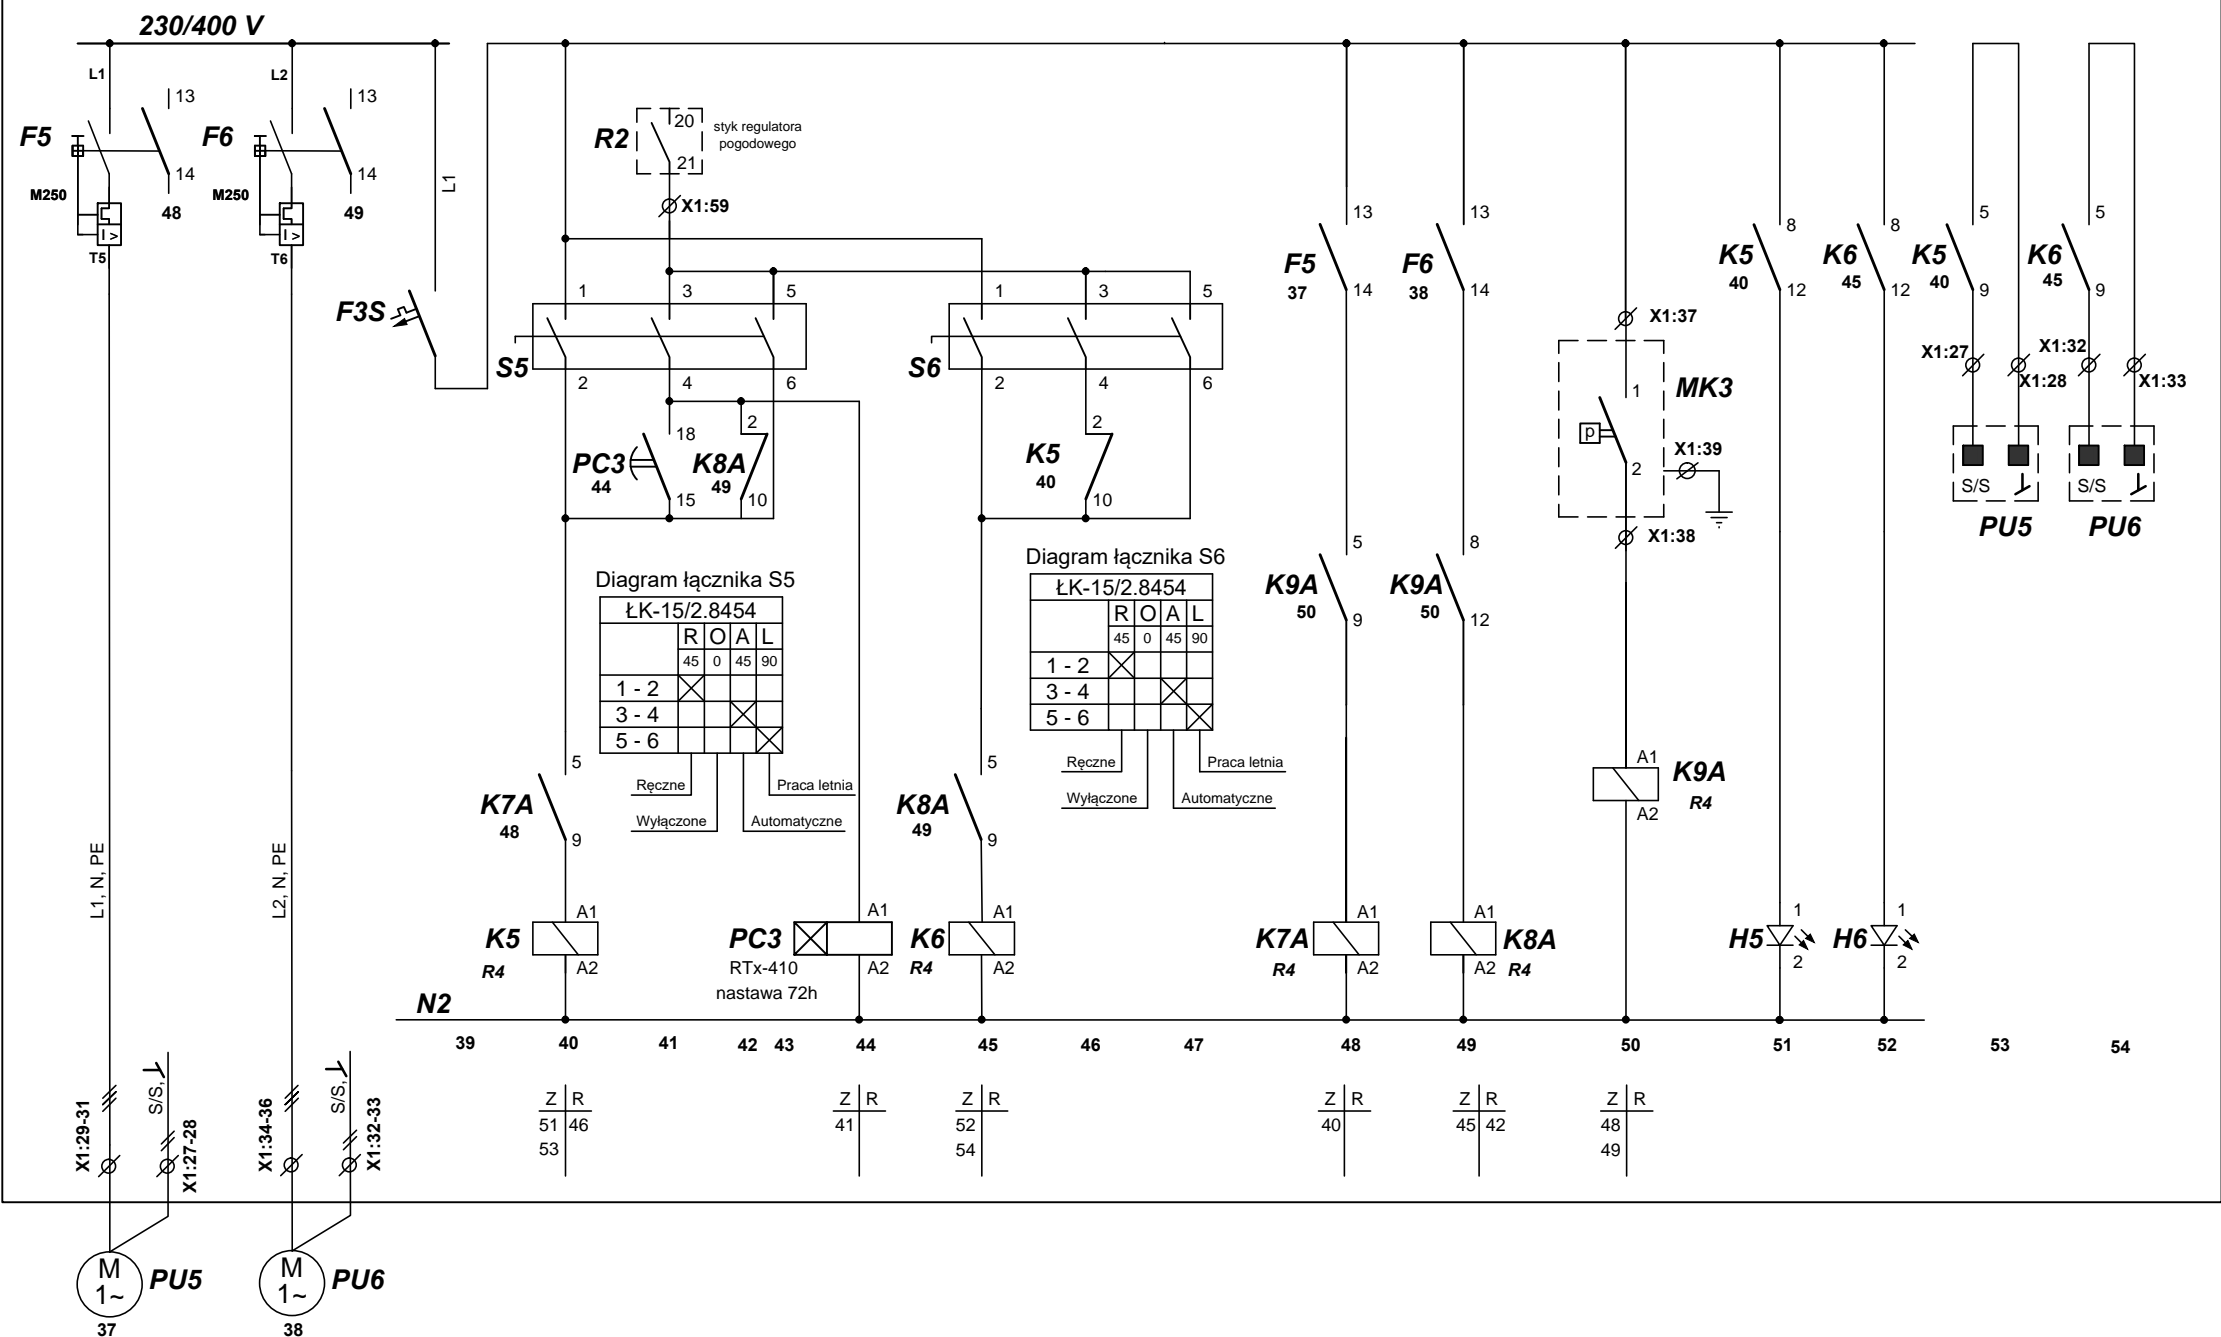 230/400 V
L1
L2
13
13
F5
F6
14
14
M250
M250
48
49
T5
T6
L1
F3S
R2
20
21
styk regulatora
pogodowego
X1:59
1
3
5
S5
2
4
6
1
3
5
S6
2
4
6
18
PC3
44
15
2
K8A
49
10
2
K5
40
10
13
F5
37
14
13
F6
38
14
5
K9A
50
9
8
K9A
50
12
X1:37
MK3
1
p
2
X1:39
X1:38
8
K5
40
12
8
K6
45
12
5
K5
40
9
5
K6
45
9
X1:27
X1:28
X1:32
X1:33
S/S
S/S
PU5
PU6
Diagram łącznika S5
ŁK-15/2.8454
R O A L
45 0 45 90
1 - 2
3 - 4
5 - 6
Ręczne
Praca letnia
Wyłączone
Automatyczne
Diagram łącznika S6
ŁK-15/2.8454
R O A L
45 0 45 90
1 - 2
3 - 4
5 - 6
Ręczne
Praca letnia
Wyłączone
Automatyczne
5
K7A
48
9
5
K8A
49
9
A1
K9A
R4
A2
L1, N, PE
L2, N, PE
A1
K5
R4
A2
A1
PC3
RTx-410
A2
nastawa 72h
A1
K6
R4
A2
A1
K7A
R4
A2
A1
K8A
R4
A2
1
H5
2
1
H6
2
N2
39 40 41 42 43 44 45 46 47 48 49 50 51 52 53 54
Z R
51 46
53
Z R
41
Z R
52
54
Z R
40
Z R
45 42
Z R
48
49
X1:29-31
S/S,
X1:27-28
X1:34-36
S/S,
X1:32-33
M
1~
PU5
37
M
1~
PU6
38